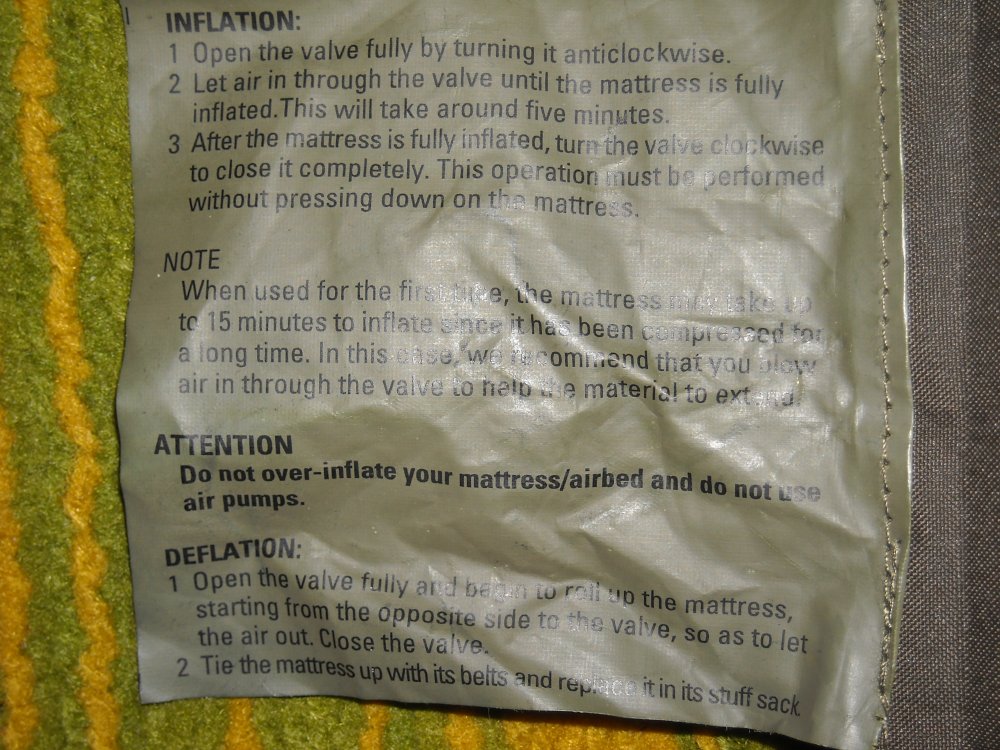 INFLATION:
1 Open the valve fully by turning it anticlockwise.
2 Let air in through the valve until the mattress is fully
inflated.This will take around five minutes.
3 After the mattress is fully inflated, turn the valve clockwise
to close it completely. This operation must be performed
without pressing down on the mattress.
NOTE
When used for the first time, the mattress may take up
to 15 minutes to inflate since it has been compressed for
a long time. In this case, we recommend that you blow
air in through the valve to help the material to extend.
ATTENTION
Do not over-inflate your mattress/airbed and do not use
air pumps.
DEFLATION:
1 Open the valve fully and begin to roll up the mattress,
starting from the opposite side to the valve, so as to let
the air out. Close the valve.
2 Tie the mattress up with its belts and replace it in its stuff sack